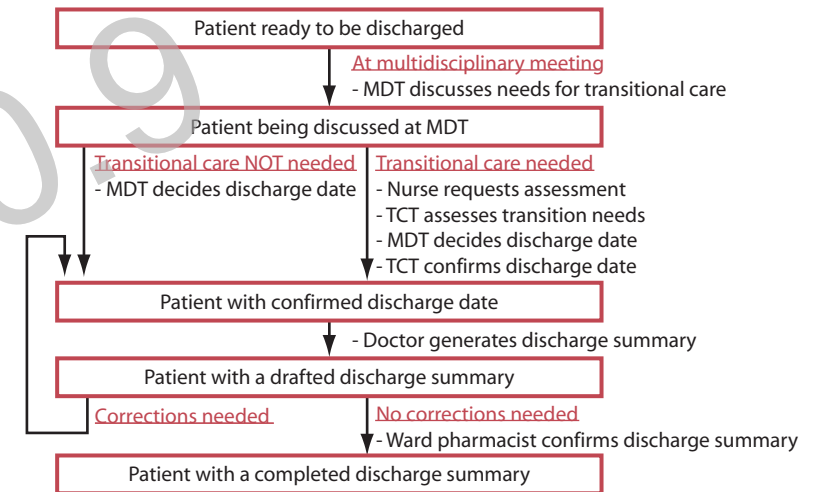 Patient ready to be discharged
At multidisciplinary meeting
- MDT discusses needs for transitional care
Patient being discussed at MDT
Transitional care NOT needed
- MDT decides discharge date
Transitional care needed
- Nurse requests assessment
- TCT assesses transition needs
- MDT decides discharge date
- TCT confirms discharge date
Patient with confirmed discharge date
- Doctor generates discharge summary
Patient with a drafted discharge summary
Corrections needed
No corrections needed
- Ward pharmacist confirms discharge summary
Patient with a completed discharge summary
0.9